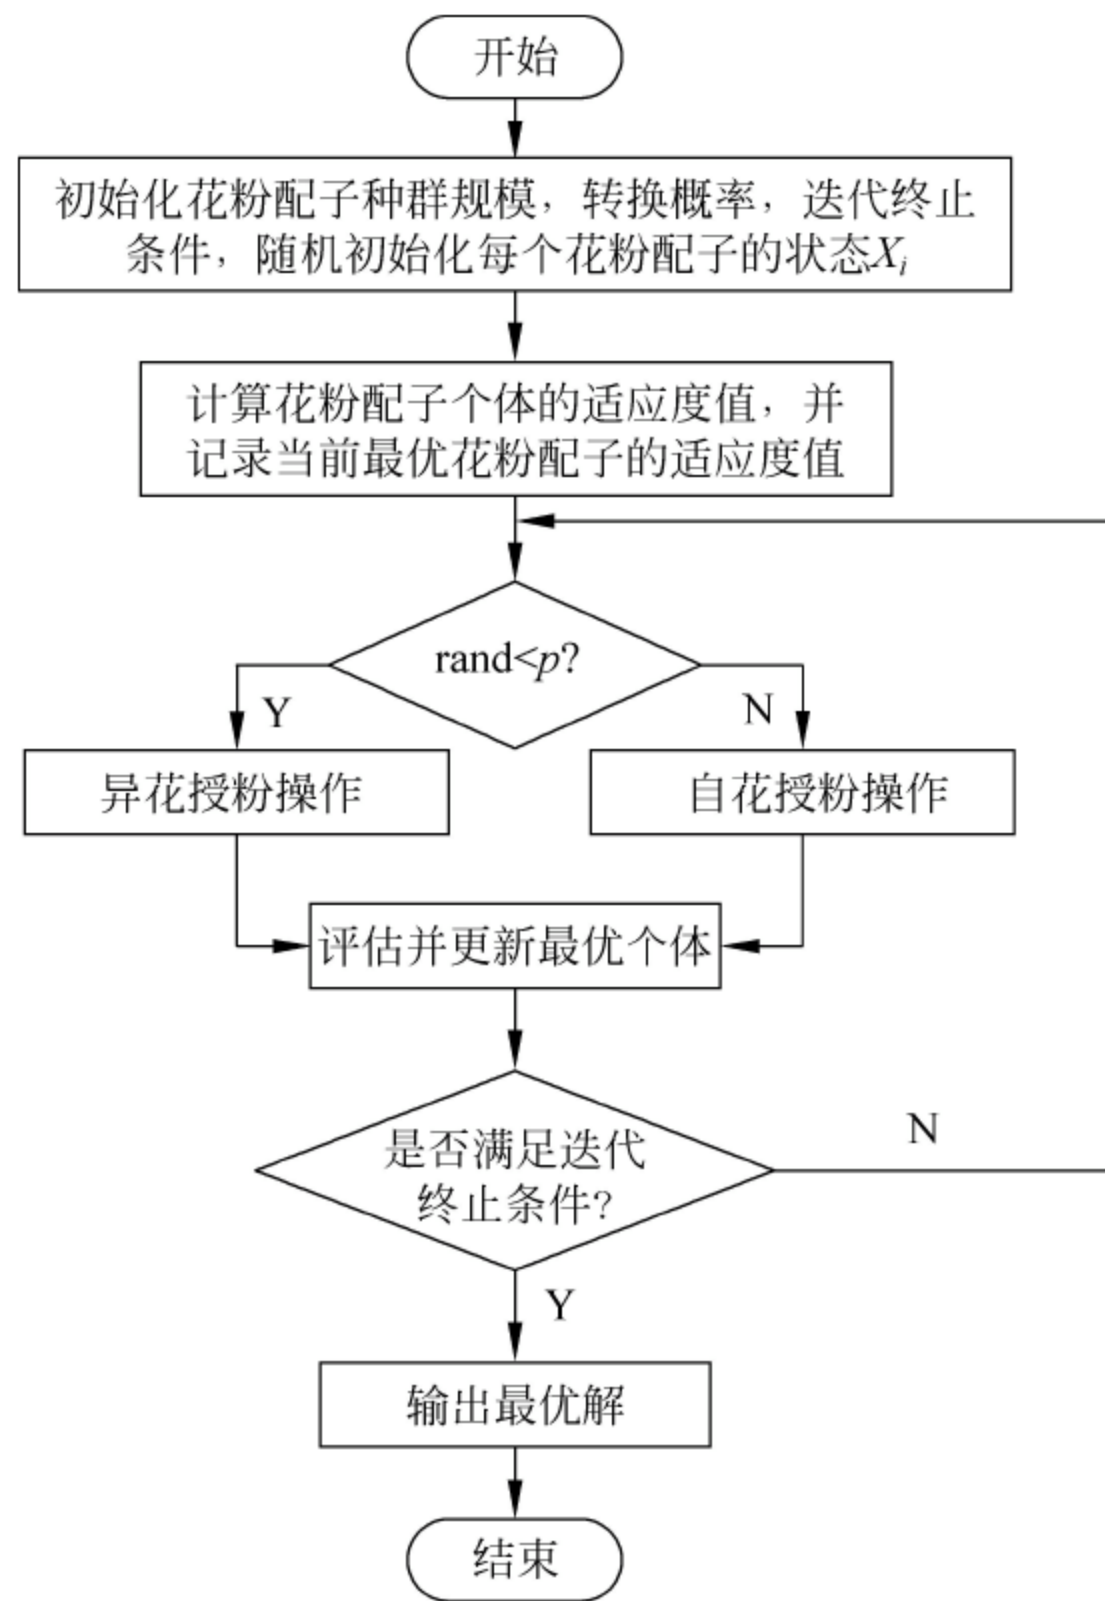 开始
初始化花粉配子种群规模，转换概率，迭代终止
条件，随机初始化每个花粉配子的状态Xi
计算花粉配子个体的适应度值，并
记录当前最优花粉配子的适应度值
rand<p?
Y
N
异花授粉操作
自花授粉操作
评估并更新最优个体
是否满足迭代
终止条件?
N
Y
输出最优解
结束